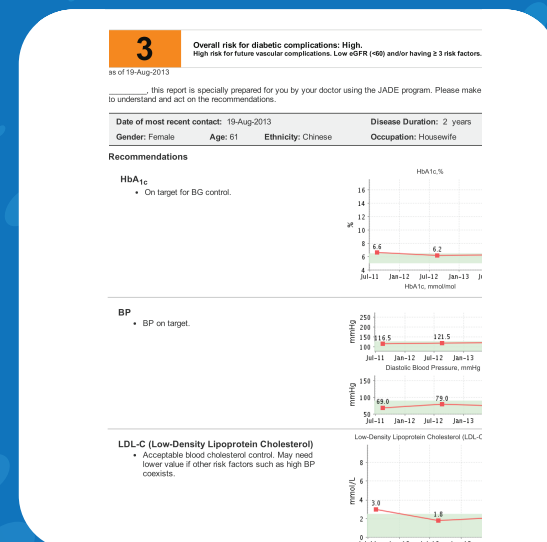 3
Overall risk for diabetic complications: High.
High risk for future vascular complications. Low eGFR (<60) and/or having ≥ 3 risk factors.
as of 19-Aug-2013
________, this report is specially prepared for you by your doctor using the JADE program. Please make
to understand and act on the recommendations.
Date of most recent contact: 19-Aug-2013 Disease Duration: 2 years
Gender: Female Age: 61 Ethnicity: Chinese Occupation: Housewife
Recommendations
HbA1c
• On target for BG control.
HbA1c,%
%
16
14
12
10
8
6
4
6.6
6.2
Jul-11 Jan-12 Jul-12 Jan-13
HbA1c, mmol/mol
BP
• BP on target.
mmHg
250
200
150
100
116.5
121.5
Jul-11 Jan-12 Jul-12 Jan-13
Diastolic Blood Pressure, mmHg
mmHg
150
100
50
69.0
79.0
Jul-11 Jan-12 Jul-12 Jan-13
LDL-C (Low-Density Lipoprotein Cholesterol)
• Acceptable blood cholesterol control. May need
lower value if other risk factors such as high BP
coexists.
Low-Density Lipoprotein Cholesterol (LDL-C
mmol/L
8
6
4
2
0
3.0
1.8